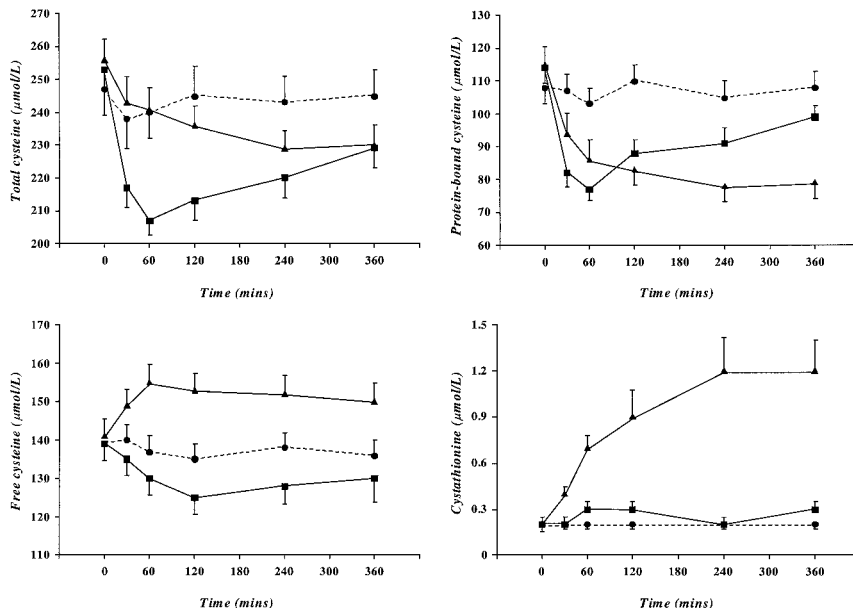 Total cysteine (μmol/L)
270
260
250
240
230
220
210
200
0 60 120 180 240 300 360
Time (mins)
Protein-bound cysteine (μmol/L)
130
120
110
100
90
80
70
60
0 60 120 180 240 300 360
Time (mins)
Free cysteine (μmol/L)
170
160
150
140
130
120
110
0 60 120 180 240 300 360
Time (mins)
Cystathionine (μmol/L)
1.5
1.2
0.9
0.6
0.3
0
0 60 120 180 240 300 360
Time (mins)